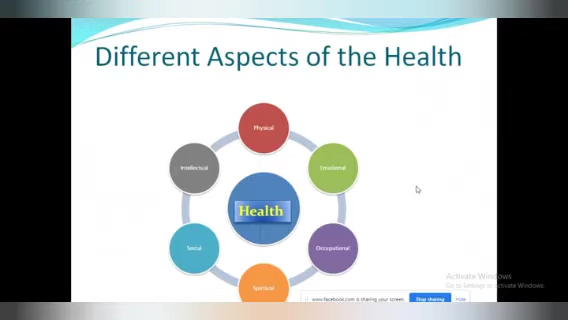 Different Aspects of the Health
Physical
Intellectual
Emotional
Health
Social
Occupational
Spiritual
Activate Windows
Go to Settings to activate Windows.
www.facebook.com is sharing your screen.
Stop sharing
Hide